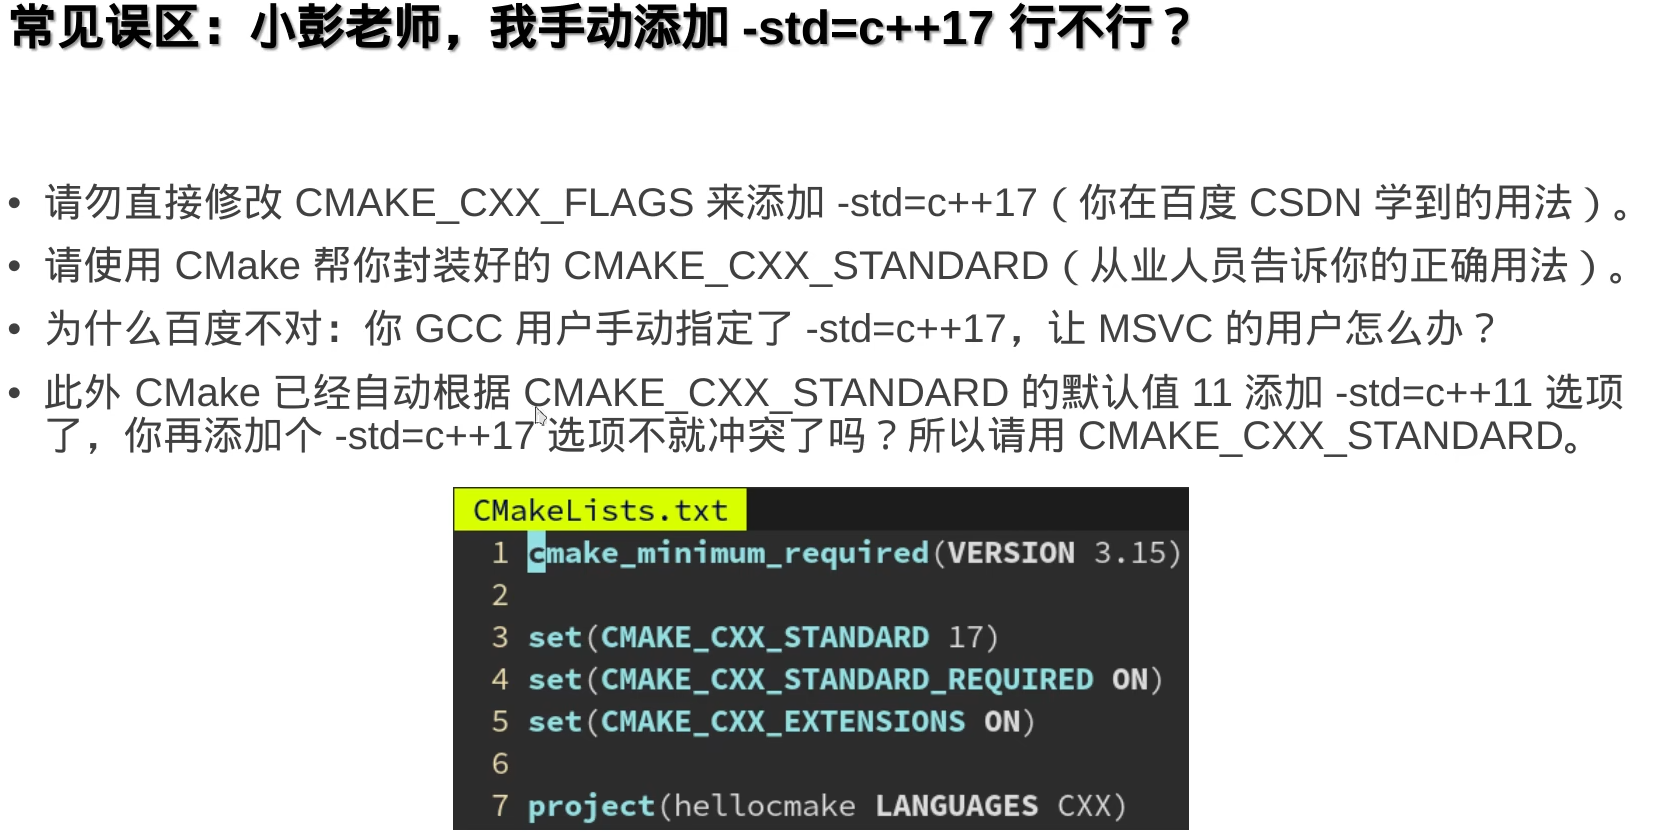 常见误区：小彭老师，我手动添加 -std=c++17 行不行？
• 请勿直接修改 CMAKE_CXX_FLAGS 来添加 -std=c++17（你在百度 CSDN 学到的用法）。
• 请使用 CMake 帮你封装好的 CMAKE_CXX_STANDARD（从业人员告诉你的正确用法）。
• 为什么百度不对：你 GCC 用户手动指定了 -std=c++17，让 MSVC 的用户怎么办？
• 此外 CMake 已经自动根据 CMAKE_CXX_STANDARD 的默认值 11 添加 -std=c++11 选项
了，你再添加个 -std=c++17 选项不就冲突了吗？所以请用 CMAKE_CXX_STANDARD。
CMakeLists.txt
1 cmake_minimum_required(VERSION 3.15)
2
3 set(CMAKE_CXX_STANDARD 17)
4 set(CMAKE_CXX_STANDARD_REQUIRED ON)
5 set(CMAKE_CXX_EXTENSIONS ON)
6
7 project(hellocmake LANGUAGES CXX)